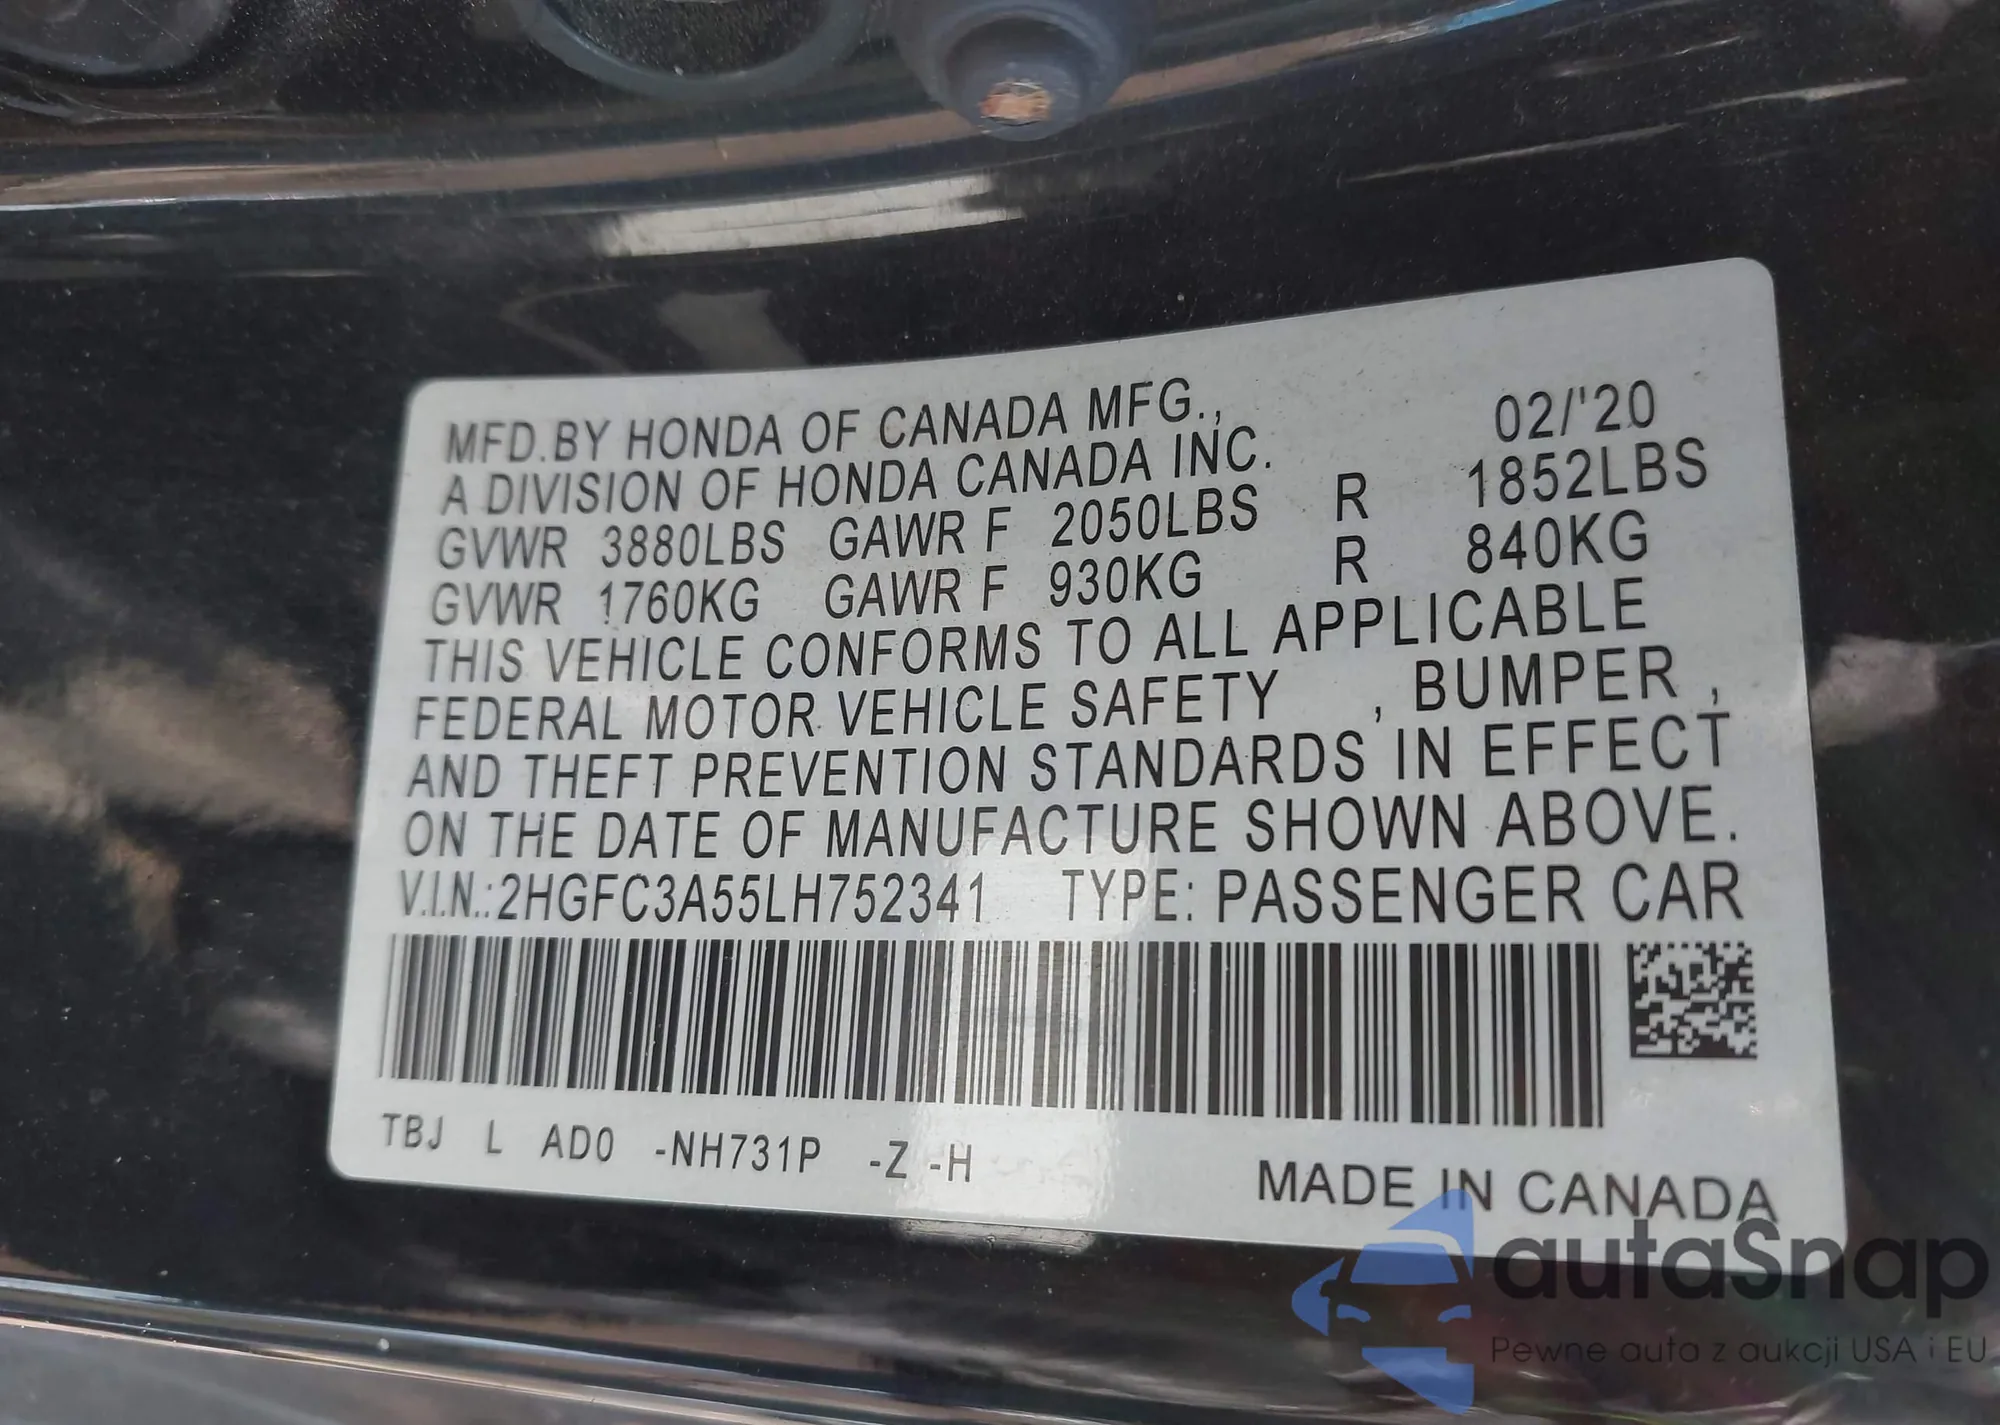 MFD.BY HONDA OF CANADA MFG., 02/'20
A DIVISION OF HONDA CANADA INC.
GVWR 3880LBS GAWR F 2050LBS R 1852LBS
GVWR 1760KG GAWR F 930KG R 840KG
THIS VEHICLE CONFORMS TO ALL APPLICABLE
FEDERAL MOTOR VEHICLE SAFETY , BUMPER ,
AND THEFT PREVENTION STANDARDS IN EFFECT
ON THE DATE OF MANUFACTURE SHOWN ABOVE.
V.I.N.:2HGFC3A55LH752341 TYPE: PASSENGER CAR
TBJ L AD0 -NH731P -Z -H
MADE IN CANADA
autaSnap
Pewne auta z aukcji USA i EU